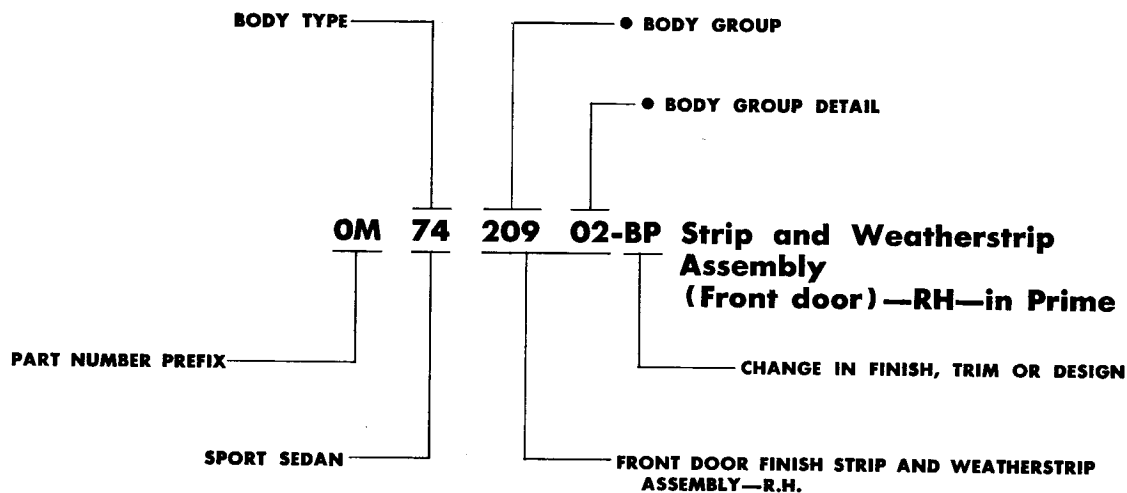 BODY TYPE
● BODY GROUP
● BODY GROUP DETAIL
OM 74 209 02-BP Strip and Weatherstrip
Assembly
(Front door)—RH—in Prime
PART NUMBER PREFIX
CHANGE IN FINISH, TRIM OR DESIGN
SPORT SEDAN
FRONT DOOR FINISH STRIP AND WEATHERSTRIP
ASSEMBLY—R.H.